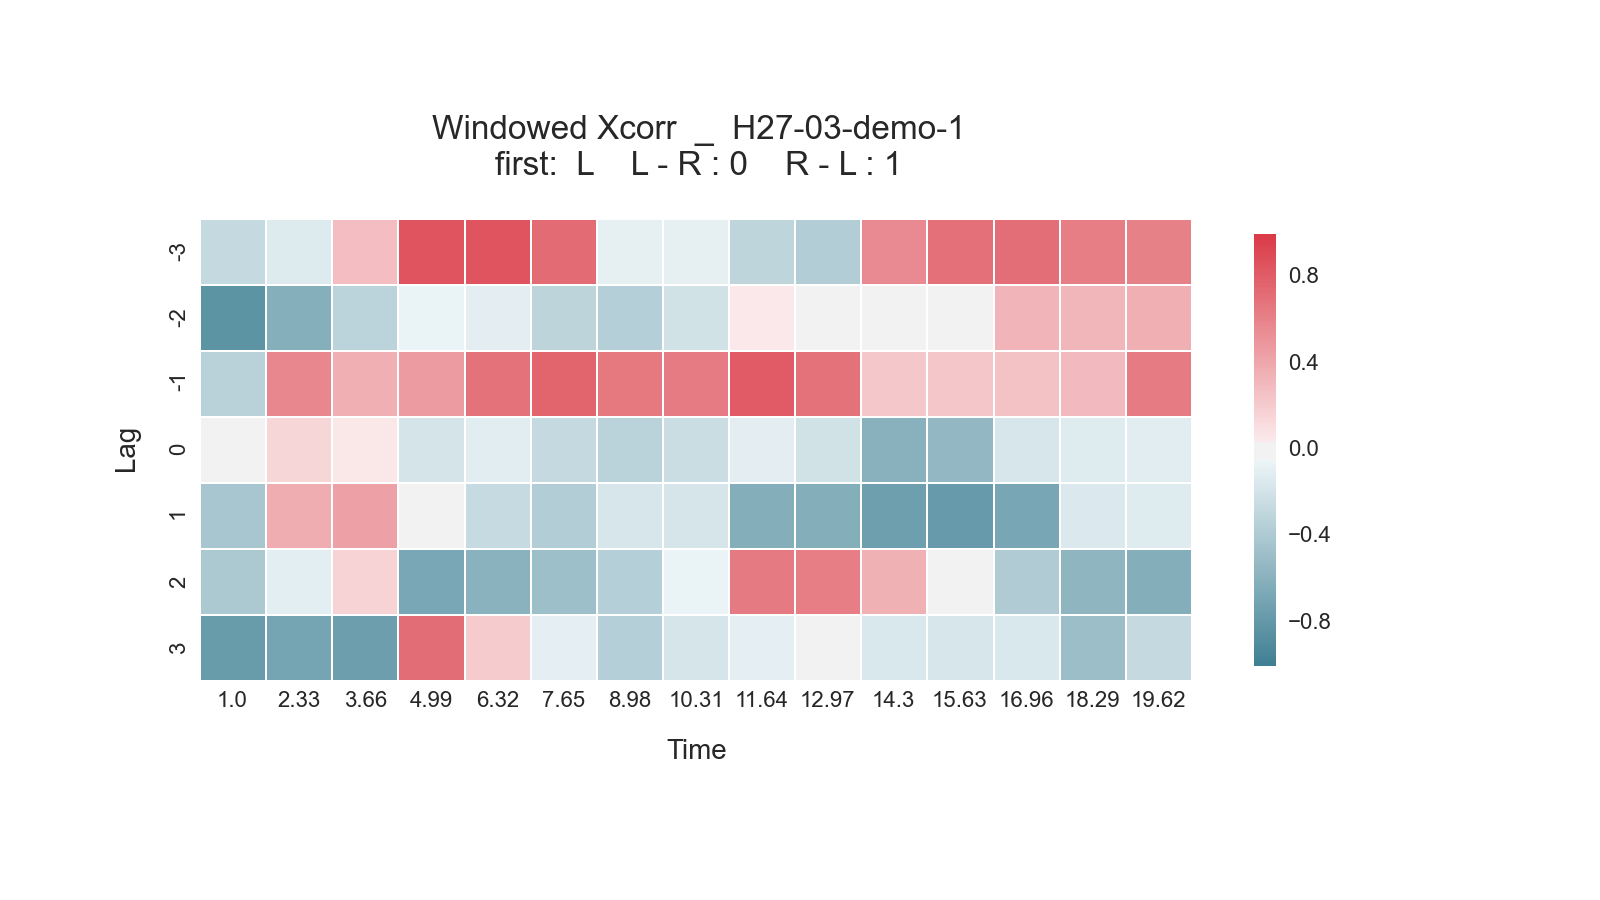 Windowed Xcorr _ H27-03-demo-1
first: L L - R : 0 R - L : 1
Lag
-3
-2
-1
0
1
2
3
1.0 2.33 3.66 4.99 6.32 7.65 8.98 10.31 11.64 12.97 14.3 15.63 16.96 18.29 19.62
Time
0.8
0.4
0.0
−0.4
−0.8